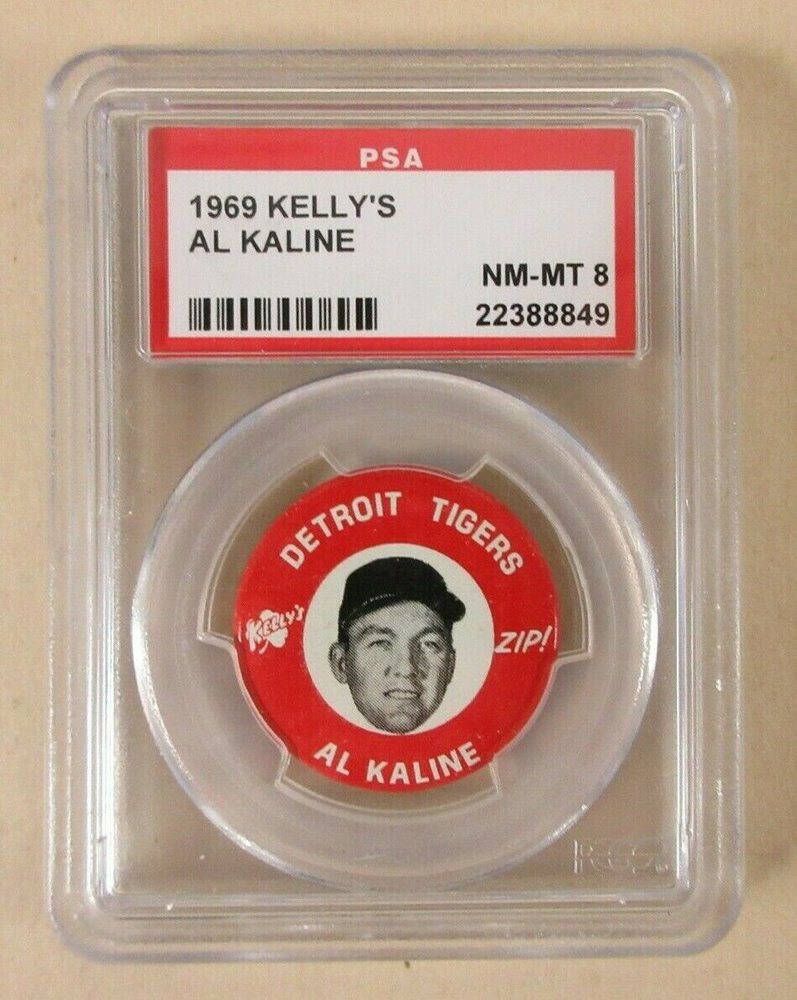 PSA
1969 KELLY'S
AL KALINE
NM-MT 8
22388849
DETROIT TIGERS
KELLY'S
ZIP!
AL KALINE